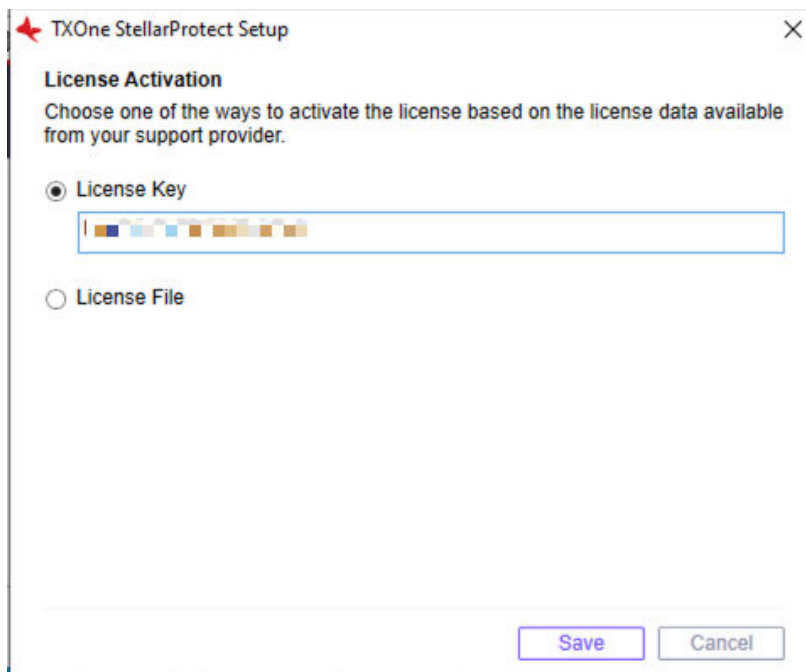 TXOne StellarProtect Setup
License Activation
Choose one of the ways to activate the license based on the license data available
from your support provider.
License Key
License File
Save Cancel